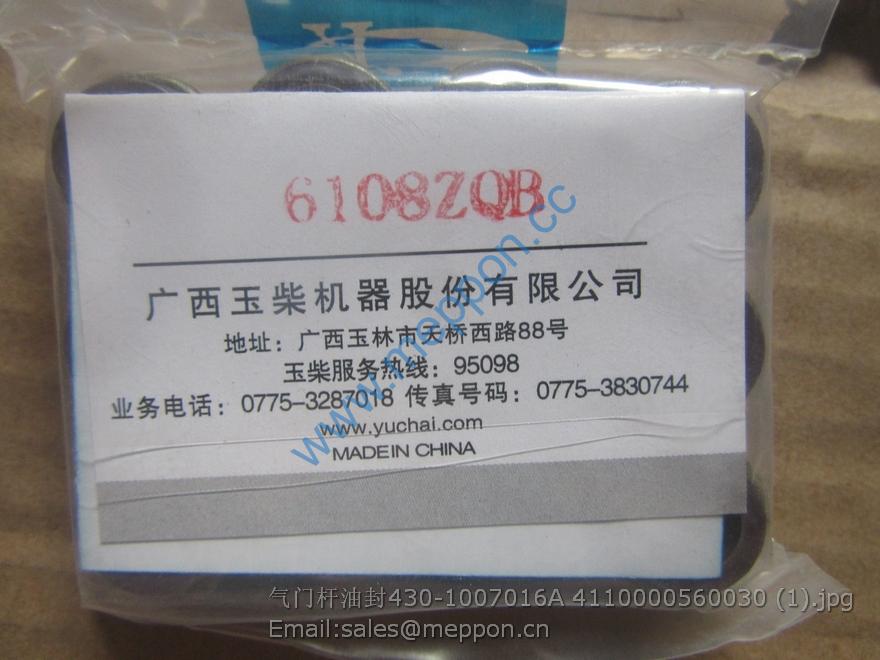 6108ZQB
广西玉柴机器股份有限公司
地址：广西玉林市天桥西路88号
玉柴服务热线：95098
业务电话：0775-3287018 传真号码：0775-3830744
www.yuchai.com
MADE IN CHINA
www.meppon.cc
气门杆油封430-1007016A 4110000560030 (1).jpg
Email:sales@meppon.cn